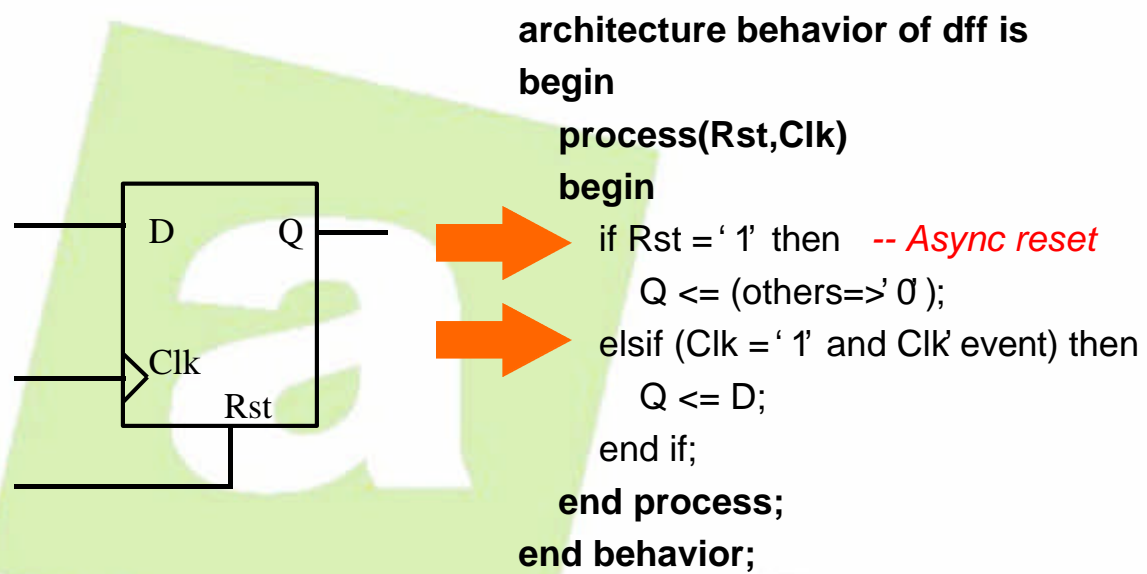 architecture behavior of dff is
begin
process(Rst,Clk)
begin
if Rst = ‘ 1’ then -- Async reset
Q <= (others=>’ 0’ );
elsif (Clk = ‘ 1’ and Clk’ event) then
Q <= D;
end if;
end process;
end behavior;
D Q
Clk
Rst
a